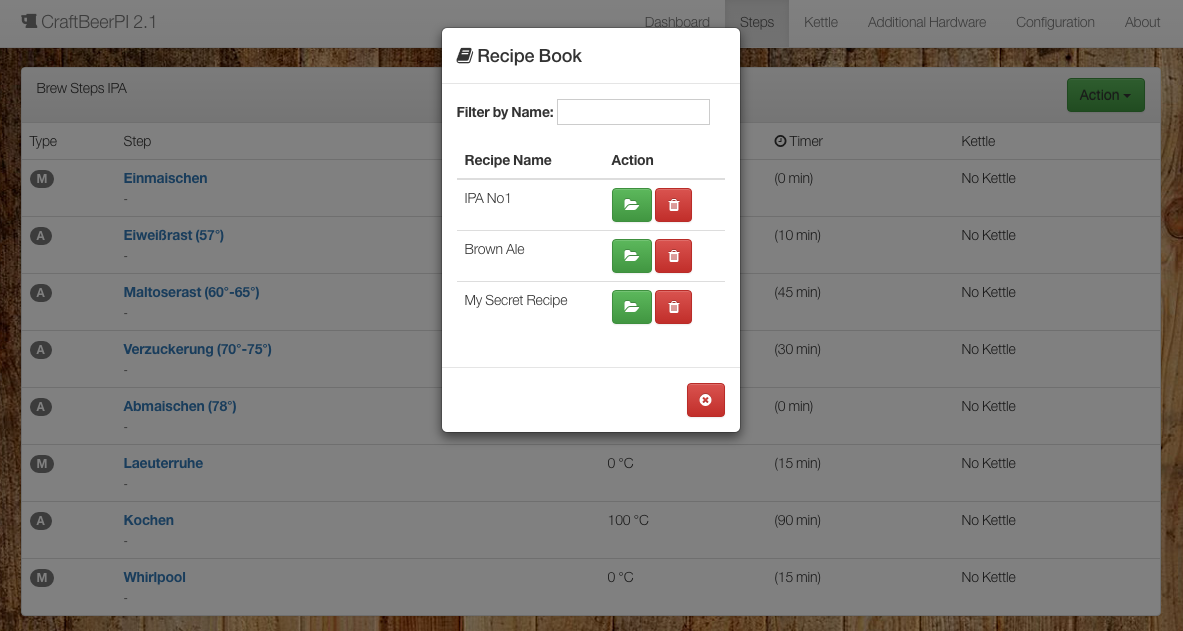 CraftBeerPI 2.1
Dashboard Steps Kettle Additional Hardware Configuration About
Recipe Book
Filter by Name:
Recipe Name Action
IPA No1
Brown Ale
My Secret Recipe
Brew Steps IPA
Action
Type Step Timer Kettle
M Einmaischen (0 min) No Kettle
-
A Eiweißrast (57°) (10 min) No Kettle
-
A Maltoserast (60°-65°) (45 min) No Kettle
-
A Verzuckerung (70°-75°) (30 min) No Kettle
-
A Abmaischen (78°) (0 min) No Kettle
-
M Laeuterruhe 0 °C (15 min) No Kettle
-
A Kochen 100 °C (90 min) No Kettle
-
M Whirlpool 0 °C (15 min) No Kettle
-